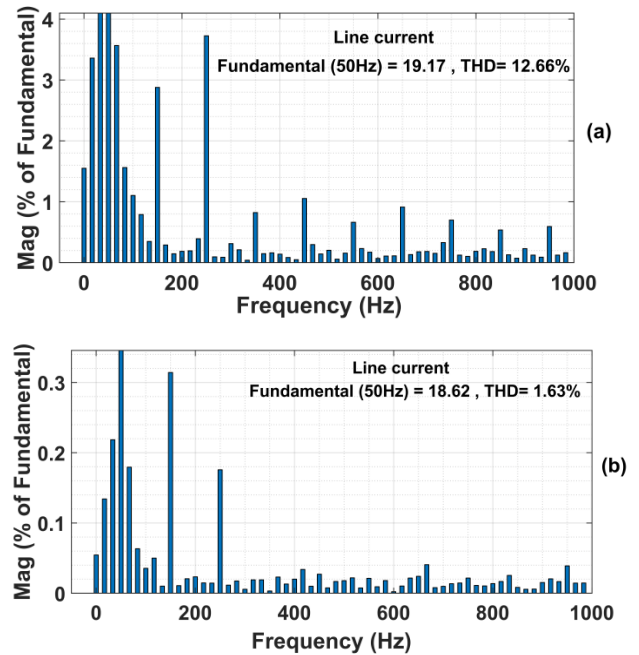 4
Line current
Fundamental (50Hz) = 19.17 , THD= 12.66%
3
2
(a)
1
0
0 200 400 600 800 1000
Mag (% of Fundamental)
Frequency (Hz)
Line current
Fundamental (50Hz) = 18.62 , THD= 1.63%
0.3
0.2
(b)
0.1
0
0 200 400 600 800 1000
Mag (% of Fundamental)
Frequency (Hz)